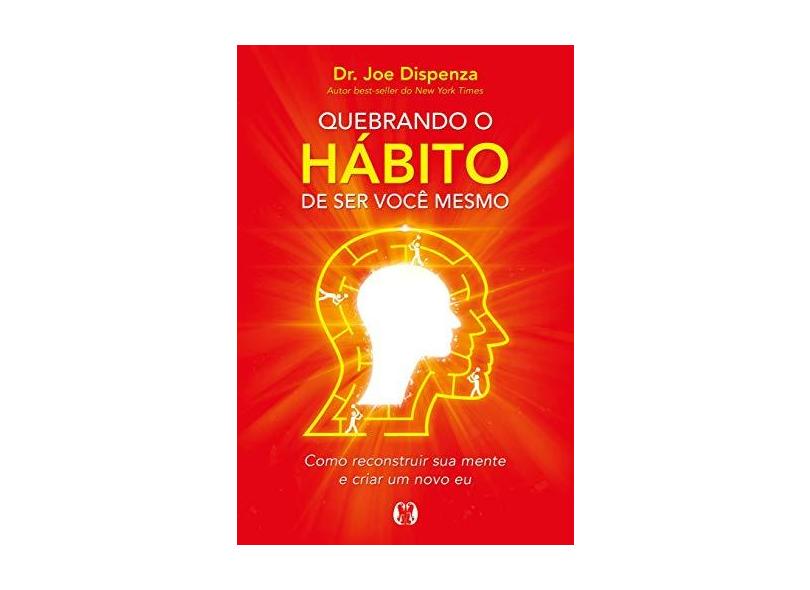 Dr. Joe Dispenza
Autor best-seller do New York Times
QUEBRANDO O
HÁBITO
DE SER VOCÊ MESMO
Como reconstruir sua mente
e criar um novo eu